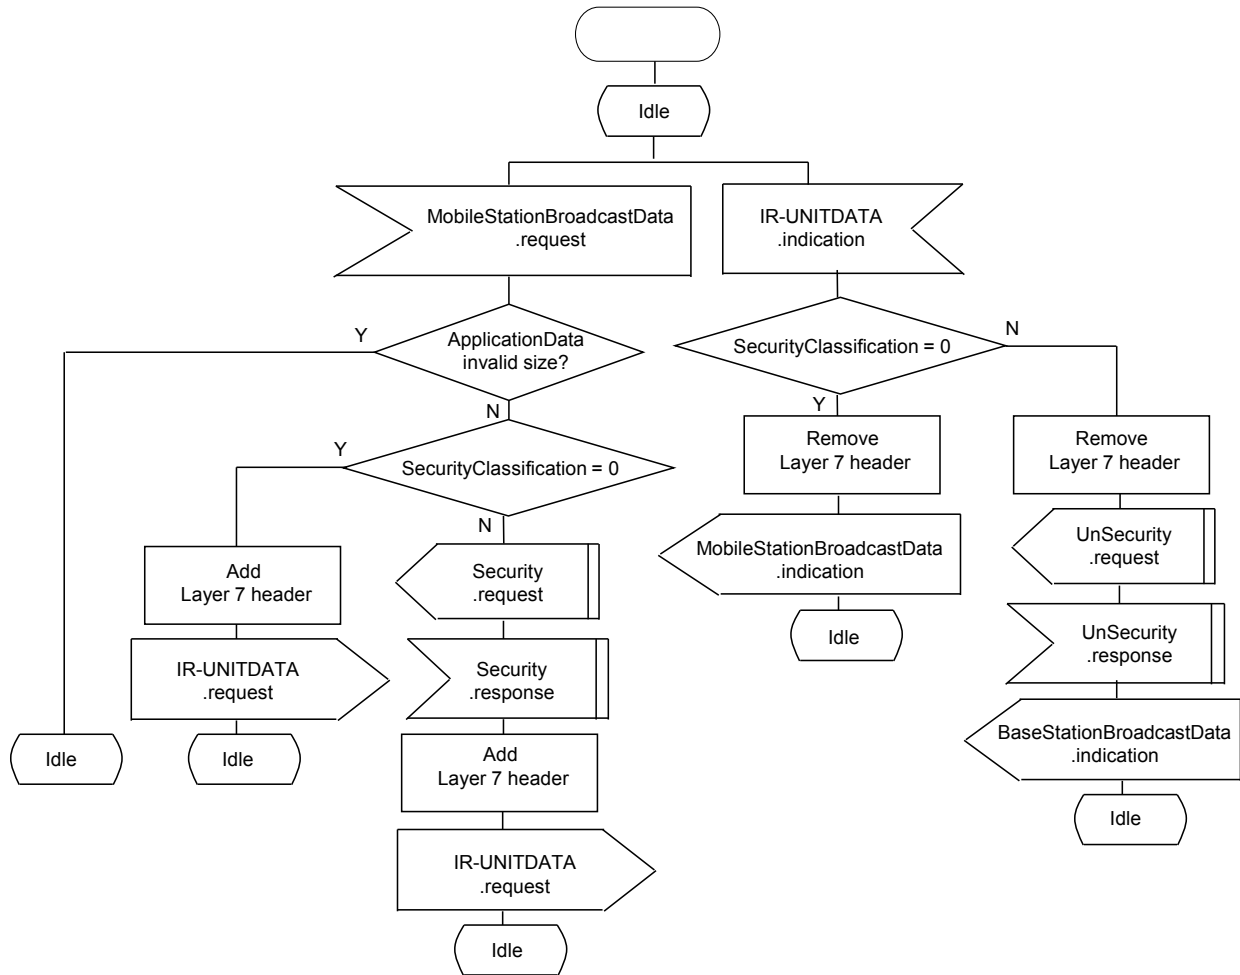 Idle
MobileStationBroadcastData
.request
IR-UNITDATA
.indication
Y
ApplicationData
invalid size?
N
SecurityClassification = 0
N
Y
SecurityClassification = 0
N
Y
Remove
Layer 7 header
Remove
Layer 7 header
Add
Layer 7 header
Security
.request
MobileStationBroadcastData
.indication
UnSecurity
.request
IR-UNITDATA
.request
Security
.response
Idle
UnSecurity
.response
Idle
Idle
Add
Layer 7 header
BaseStationBroadcastData
.indication
IR-UNITDATA
.request
Idle
Idle